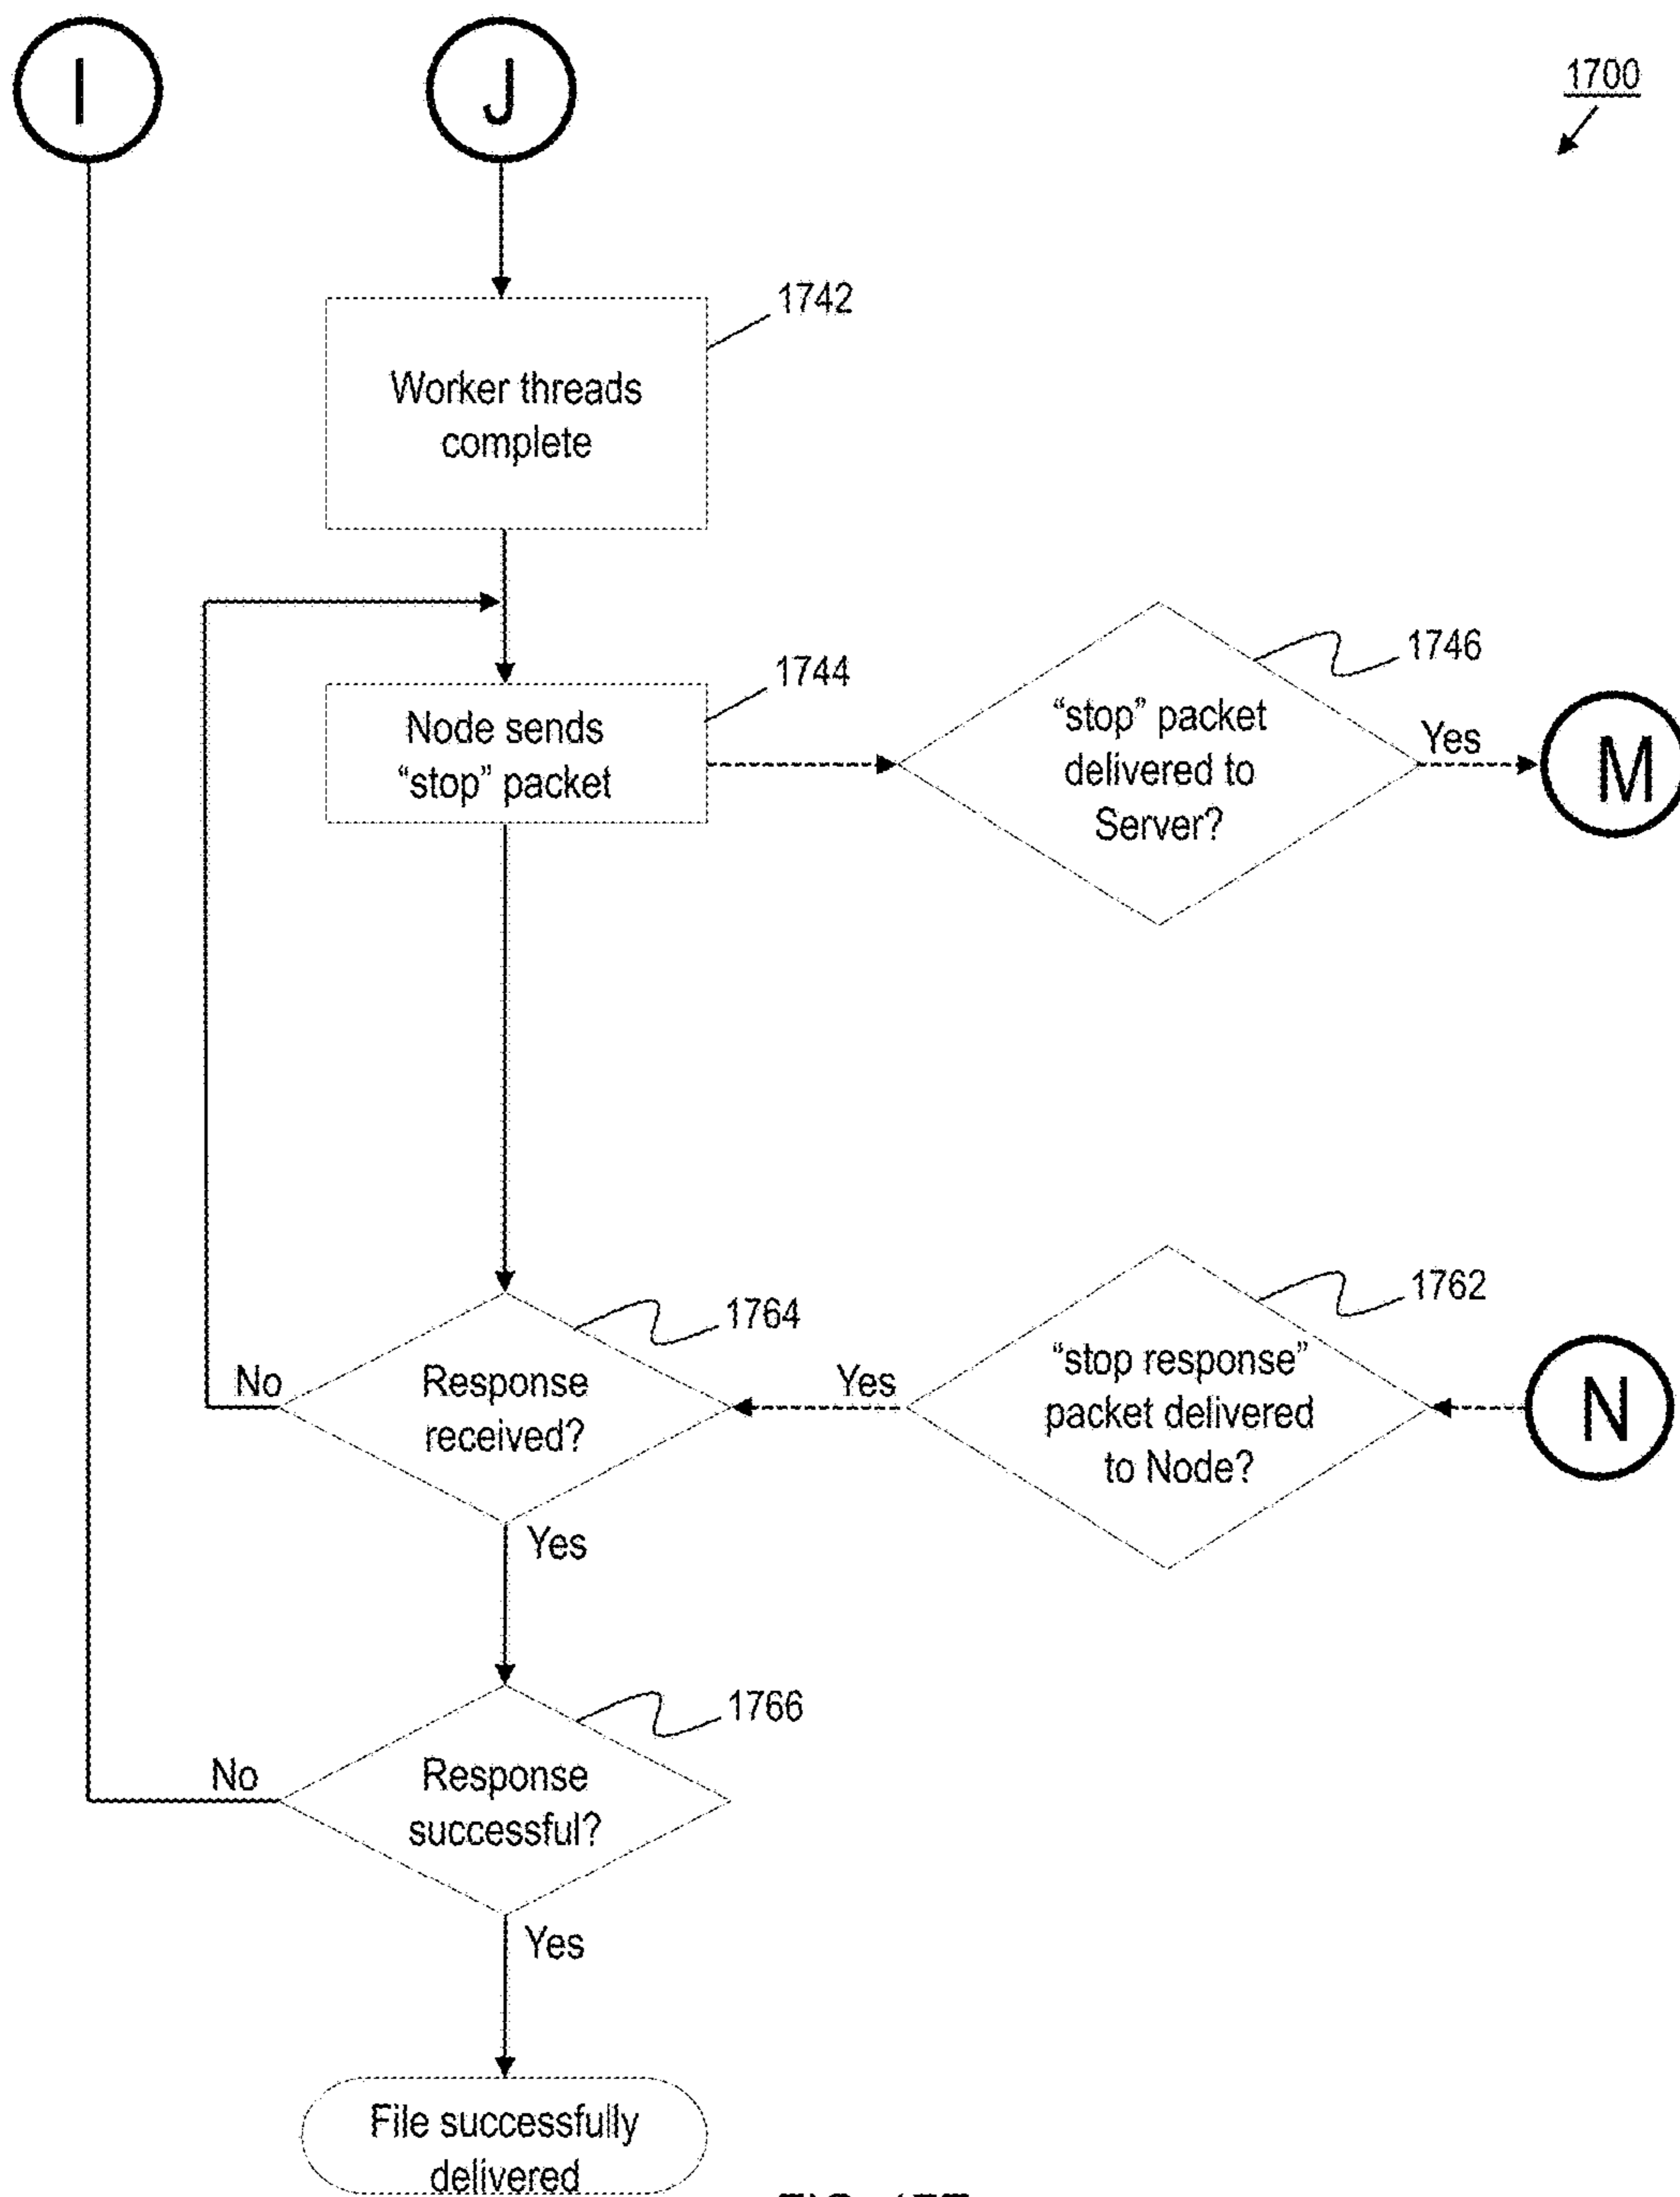 I
J
1700
1742
Worker threads
complete
1744
Node sends
“stop” packet
1746
“stop” packet
delivered to
Server?
Yes
M
1764
Response
received?
No
Yes
1762
“stop response”
packet delivered
to Node?
Yes
N
1766
Response
successful?
No
Yes
File successfully
delivered